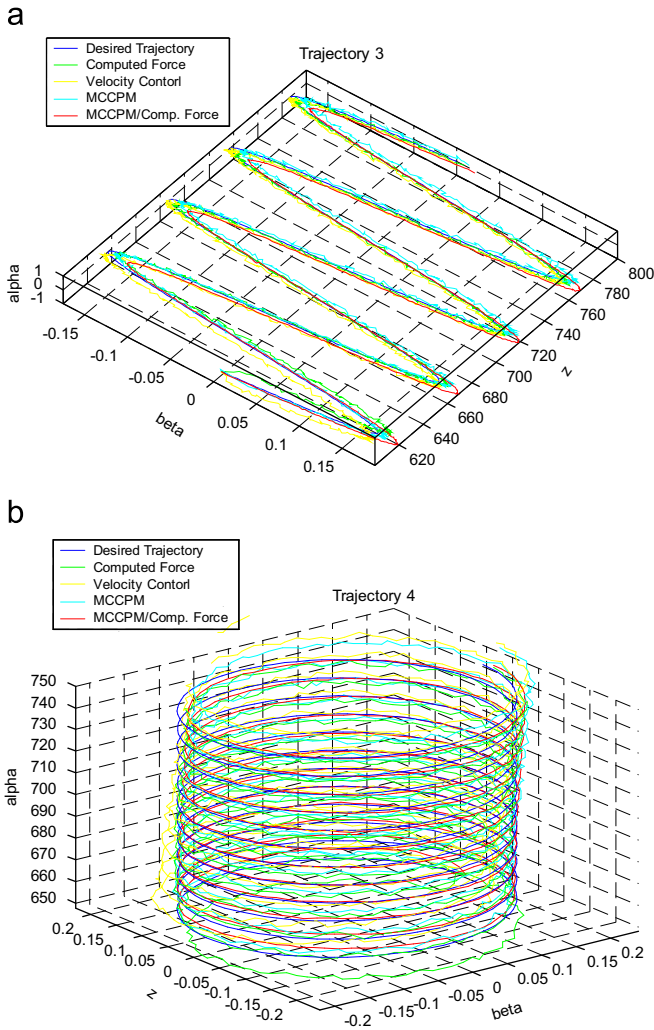 a
Trajectory 3
Desired Trajectory
Computed Force
Velocity Contorl
MCCPM
MCCPM/Comp. Force
alpha
1
0
-1
-0.15
-0.1
-0.05
0
0.05
0.1
0.15
beta
620
640
660
680
700
720
740
760
780
800
z
b
Desired Trajectory
Computed Force
Velocity Contorl
MCCPM
MCCPM/Comp. Force
Trajectory 4
750
740
730
720
710
700
690
680
670
660
650
alpha
0.2
0.15
0.1
0.05
0
-0.05
-0.1
-0.15
-0.2
z
-0.2
-0.15
-0.1
-0.05
0
0.05
0.1
0.15
0.2
beta